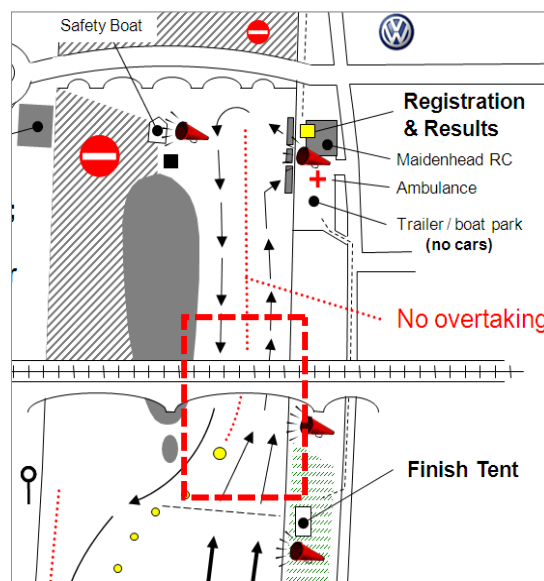 Safety Boat
Registration
& Results
Maidenhead RC
Ambulance
Trailer / boat park
(no cars)
No overtaking
Finish Tent